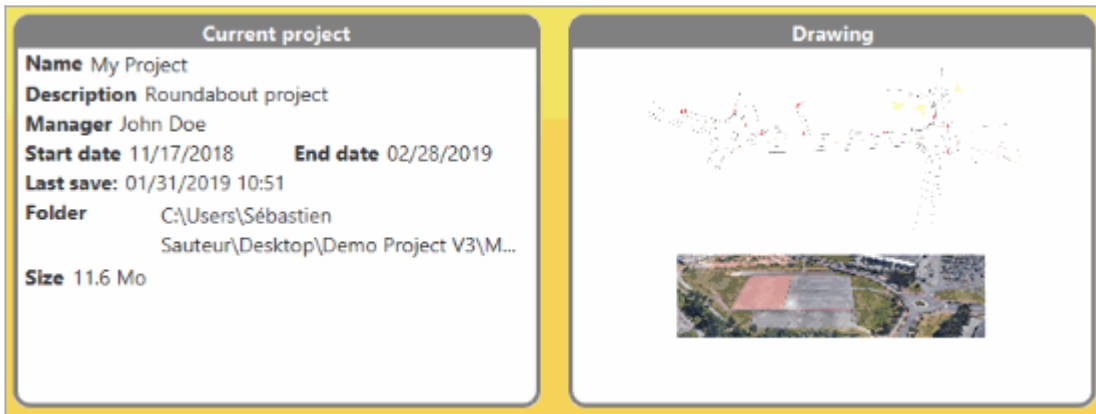 Current project
Name My Project
Description Roundabout project
Manager John Doe
Start date 11/17/2018 End date 02/28/2019
Last save: 01/31/2019 10:51
Folder C:\Users\Sébastien
Sauteur\Desktop\Demo Project V3\M...
Size 11.6 Mo
Drawing